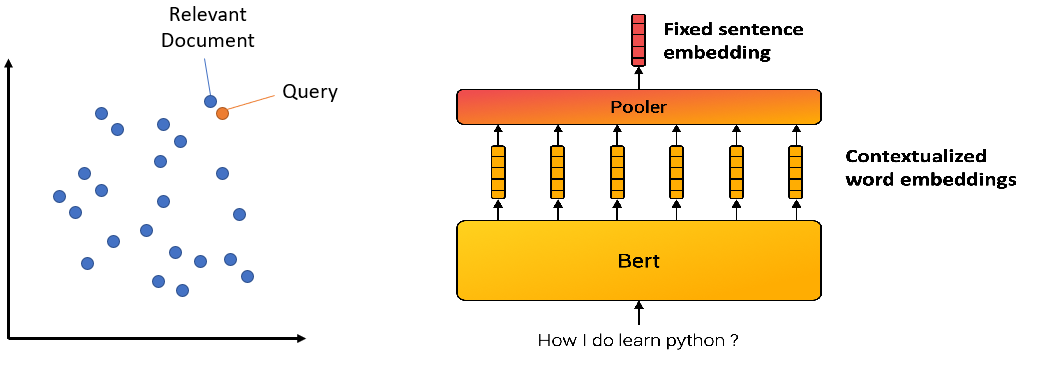 Relevant
Document
Query
Fixed sentence
embedding
Pooler
Contextualized
word embeddings
Bert
How I do learn python ?